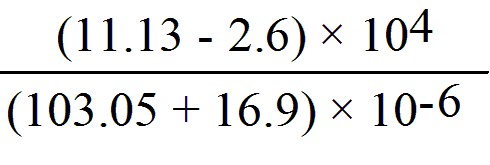 (11.13 - 2.6) × 10⁴
(103.05 + 16.9) × 10⁻⁶